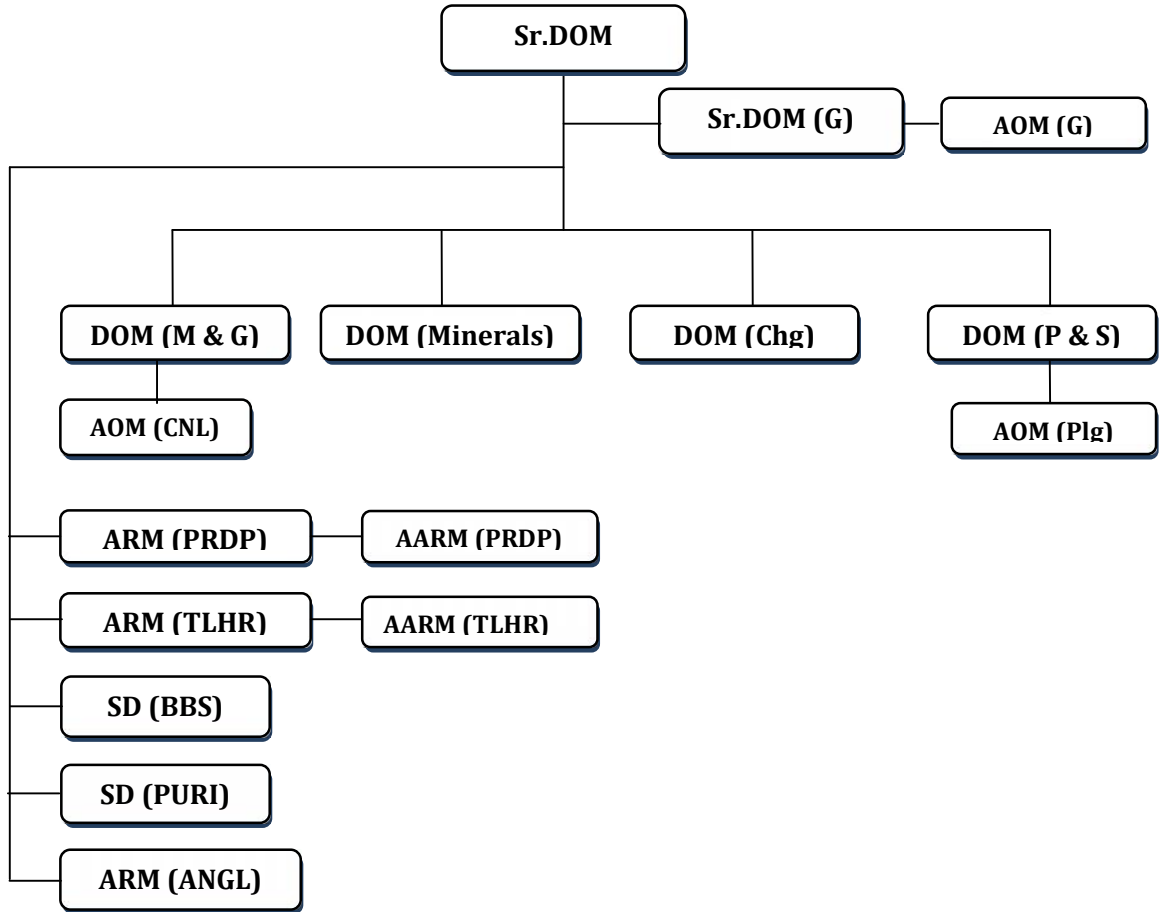 Sr.DOM
Sr.DOM (G)
AOM (G)
DOM (M & G)
DOM (Minerals)
DOM (Chg)
DOM (P & S)
AOM (CNL)
AOM (Plg)
ARM (PRDP)
AARM (PRDP)
ARM (TLHR)
AARM (TLHR)
SD (BBS)
SD (PURI)
ARM (ANGL)